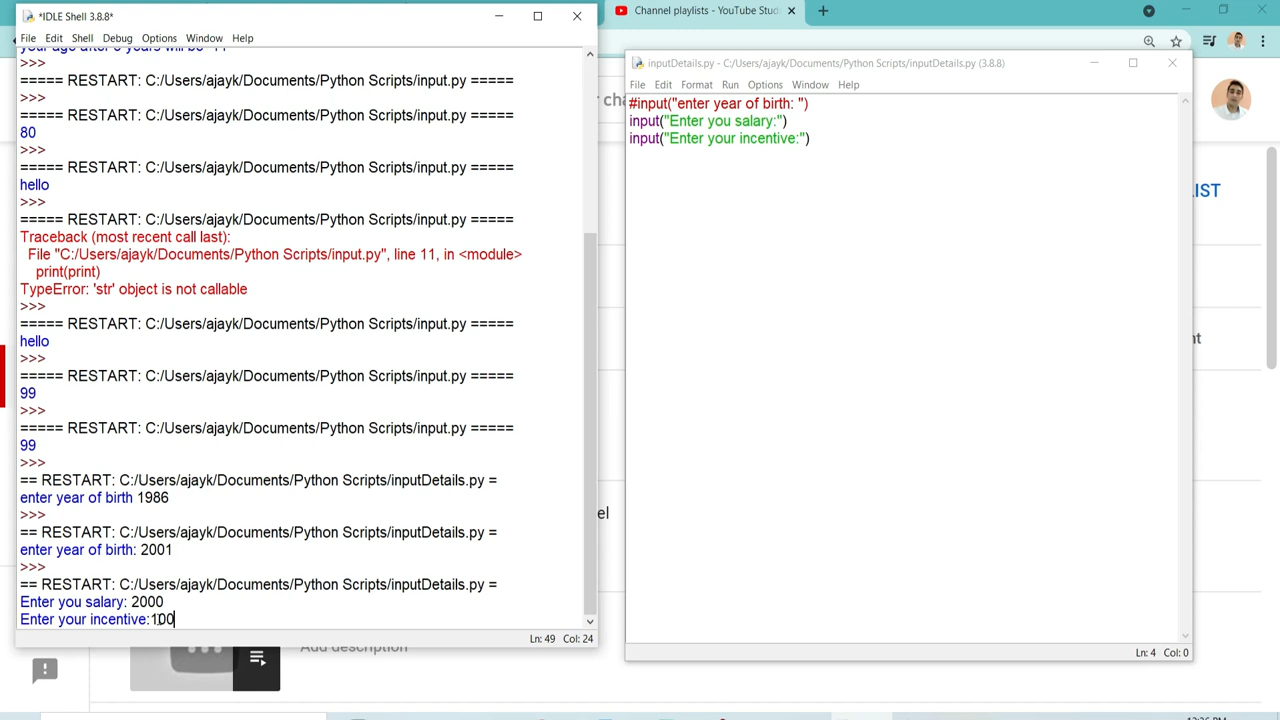 *IDLE Shell 3.8.8*
File Edit Shell Debug Options Window Help
>>>
===== RESTART: C:/Users/ajayk/Documents/Python Scripts/input.py =====
>>>
===== RESTART: C:/Users/ajayk/Documents/Python Scripts/input.py =====
80
>>>
===== RESTART: C:/Users/ajayk/Documents/Python Scripts/input.py =====
hello
>>>
===== RESTART: C:/Users/ajayk/Documents/Python Scripts/input.py =====
Traceback (most recent call last):
File "C:/Users/ajayk/Documents/Python Scripts/input.py", line 11, in <module>
print(print)
TypeError: 'str' object is not callable
>>>
===== RESTART: C:/Users/ajayk/Documents/Python Scripts/input.py =====
hello
>>>
===== RESTART: C:/Users/ajayk/Documents/Python Scripts/input.py =====
99
>>>
===== RESTART: C:/Users/ajayk/Documents/Python Scripts/input.py =====
99
>>>
== RESTART: C:/Users/ajayk/Documents/Python Scripts/inputDetails.py =
enter year of birth 1986
>>>
== RESTART: C:/Users/ajayk/Documents/Python Scripts/inputDetails.py =
enter year of birth: 2001
>>>
== RESTART: C:/Users/ajayk/Documents/Python Scripts/inputDetails.py =
Enter you salary: 2000
Enter your incentive:100
Ln: 49 Col: 24
Channel playlists - YouTube Stud
inputDetails.py - C:/Users/ajayk/Documents/Python Scripts/inputDetails.py (3.8.8)
File Edit Format Run Options Window Help
#input("enter year of birth: ")
input("Enter you salary:")
input("Enter your incentive:")
Ln: 4 Col: 0
Add description